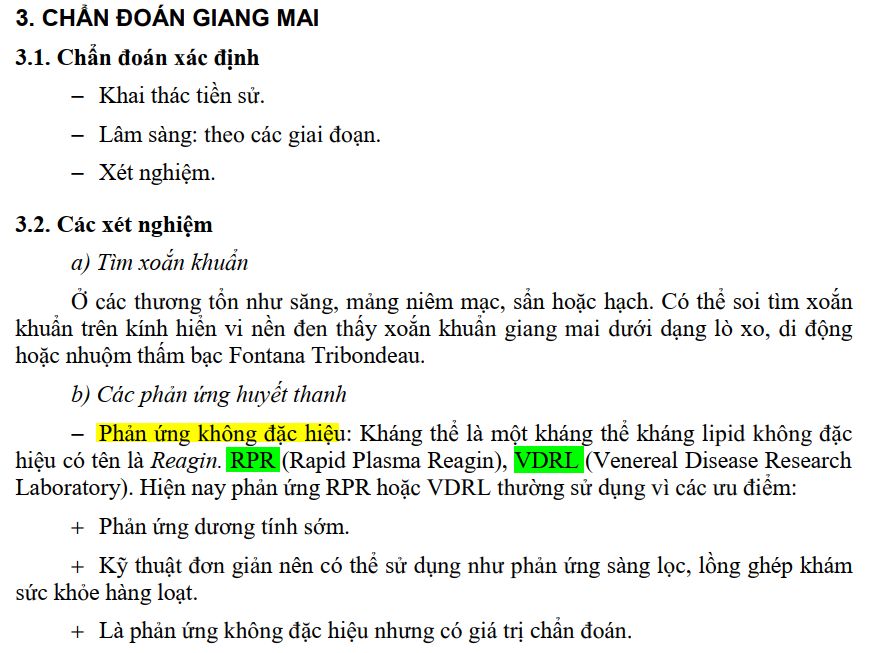 3. CHẨN ĐOÁN GIANG MAI
3.1. Chẩn đoán xác định
− Khai thác tiền sử.
− Lâm sàng: theo các giai đoạn.
− Xét nghiệm.
3.2. Các xét nghiệm
a) Tìm xoắn khuẩn
Ở các thương tổn như săng, mảng niêm mạc, sẩn hoặc hạch. Có thể soi tìm xoắn
khuẩn trên kính hiển vi nền đen thấy xoắn khuẩn giang mai dưới dạng lò xo, di động
hoặc nhuộm thấm bạc Fontana Tribondeau.
b) Các phản ứng huyết thanh
− Phản ứng không đặc hiệu: Kháng thể là một kháng thể kháng lipid không đặc
hiệu có tên là Reagin. RPR (Rapid Plasma Reagin), VDRL (Venereal Disease Research
Laboratory). Hiện nay phản ứng RPR hoặc VDRL thường sử dụng vì các ưu điểm:
+ Phản ứng dương tính sớm.
+ Kỹ thuật đơn giản nên có thể sử dụng như phản ứng sàng lọc, lồng ghép khám
sức khỏe hàng loạt.
+ Là phản ứng không đặc hiệu nhưng có giá trị chẩn đoán.